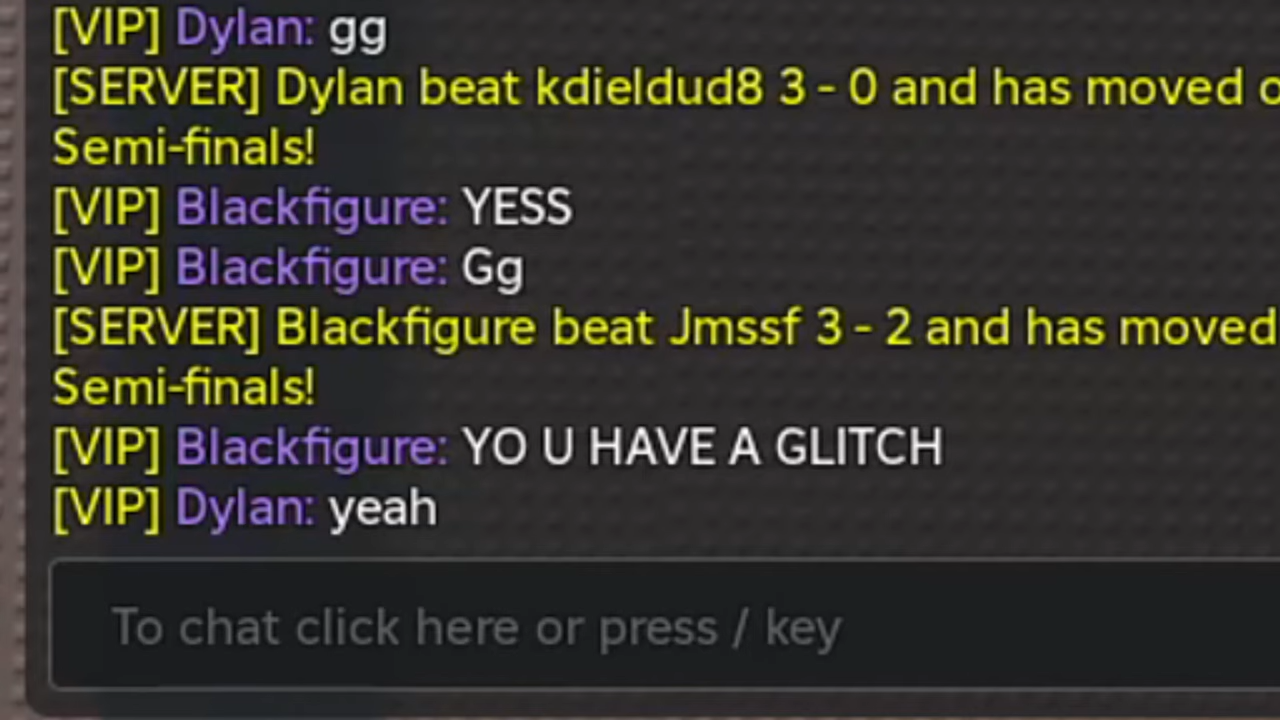 [VIP] Dylan: gg
[SERVER] Dylan beat kdieldud8 3 - 0 and has moved
Semi-finals!
[VIP] Blackfigure: YESS
[VIP] Blackfigure: Gg
[SERVER] Blackfigure beat Jmssf 3 - 2 and has moved
Semi-finals!
[VIP] Blackfigure: YO U HAVE A GLITCH
[VIP] Dylan: yeah
To chat click here or press / key